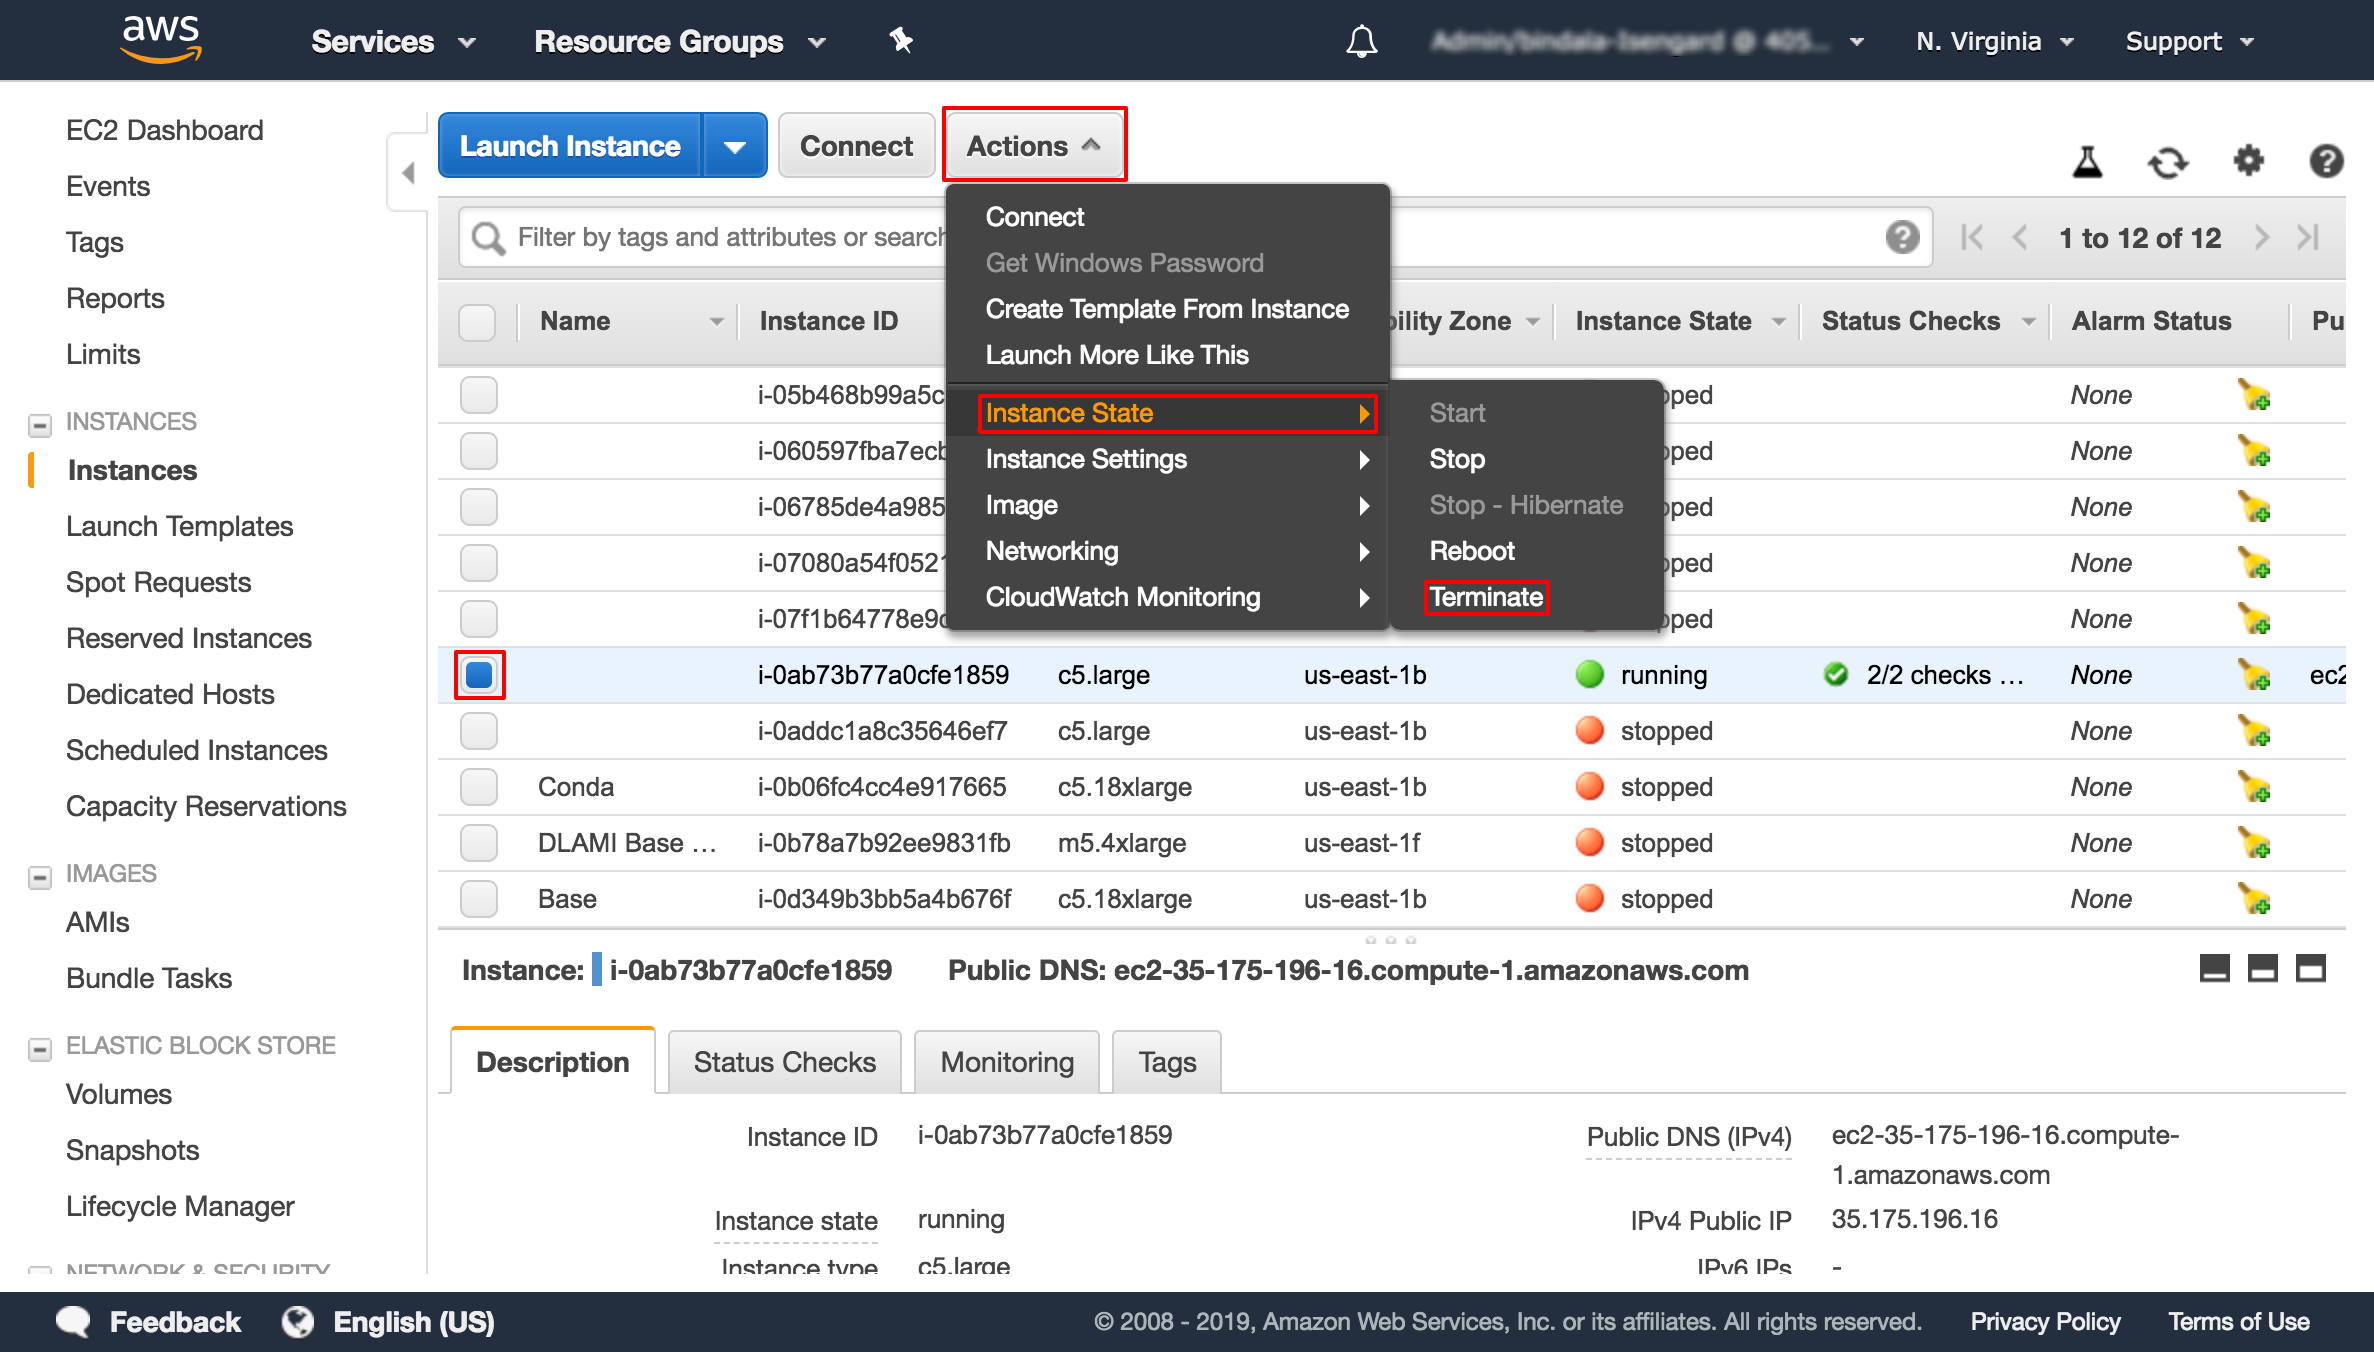 aws Services Resource Groups N. Virginia Support
EC2 Dashboard
Events
Tags
Reports
Limits
INSTANCES
Instances
Launch Templates
Spot Requests
Reserved Instances
Dedicated Hosts
Scheduled Instances
Capacity Reservations
IMAGES
AMIs
Bundle Tasks
ELASTIC BLOCK STORE
Volumes
Snapshots
Lifecycle Manager
NETWORK & SECURITY
Launch Instance Connect Actions
Filter by tags and attributes or search
1 to 12 of 12
Connect
Get Windows Password
Create Template From Instance
Launch More Like This
Instance State
Instance Settings
Image
Networking
CloudWatch Monitoring
Start
Stop
Stop - Hibernate
Reboot
Terminate
Name Instance ID bility Zone Instance State Status Checks Alarm Status Pu
i-05b468b99a5c pped None
i-060597fba7ecb pped None
i-06785de4a985 pped None
i-07080a54f0521 pped None
i-07f1b64778e9c pped None
i-0ab73b77a0cfe1859 c5.large us-east-1b running 2/2 checks ... None ec2
i-0addc1a8c35646ef7 c5.large us-east-1b stopped None
Conda i-0b06fc4cc4e917665 c5.18xlarge us-east-1b stopped None
DLAMI Base ... i-0b78a7b92ee9831fb m5.4xlarge us-east-1f stopped None
Base i-0d349b3bb5a4b676f c5.18xlarge us-east-1b stopped None
Instance: i-0ab73b77a0cfe1859 Public DNS: ec2-35-175-196-16.compute-1.amazonaws.com
Description Status Checks Monitoring Tags
Instance ID i-0ab73b77a0cfe1859 Public DNS (IPv4) ec2-35-175-196-16.compute-
1.amazonaws.com
Instance state running IPv4 Public IP 35.175.196.16
Instance type c5.large IPv6 IPs -
Feedback English (US) © 2008 - 2019, Amazon Web Services, Inc. or its affiliates. All rights reserved. Privacy Policy Terms of Use